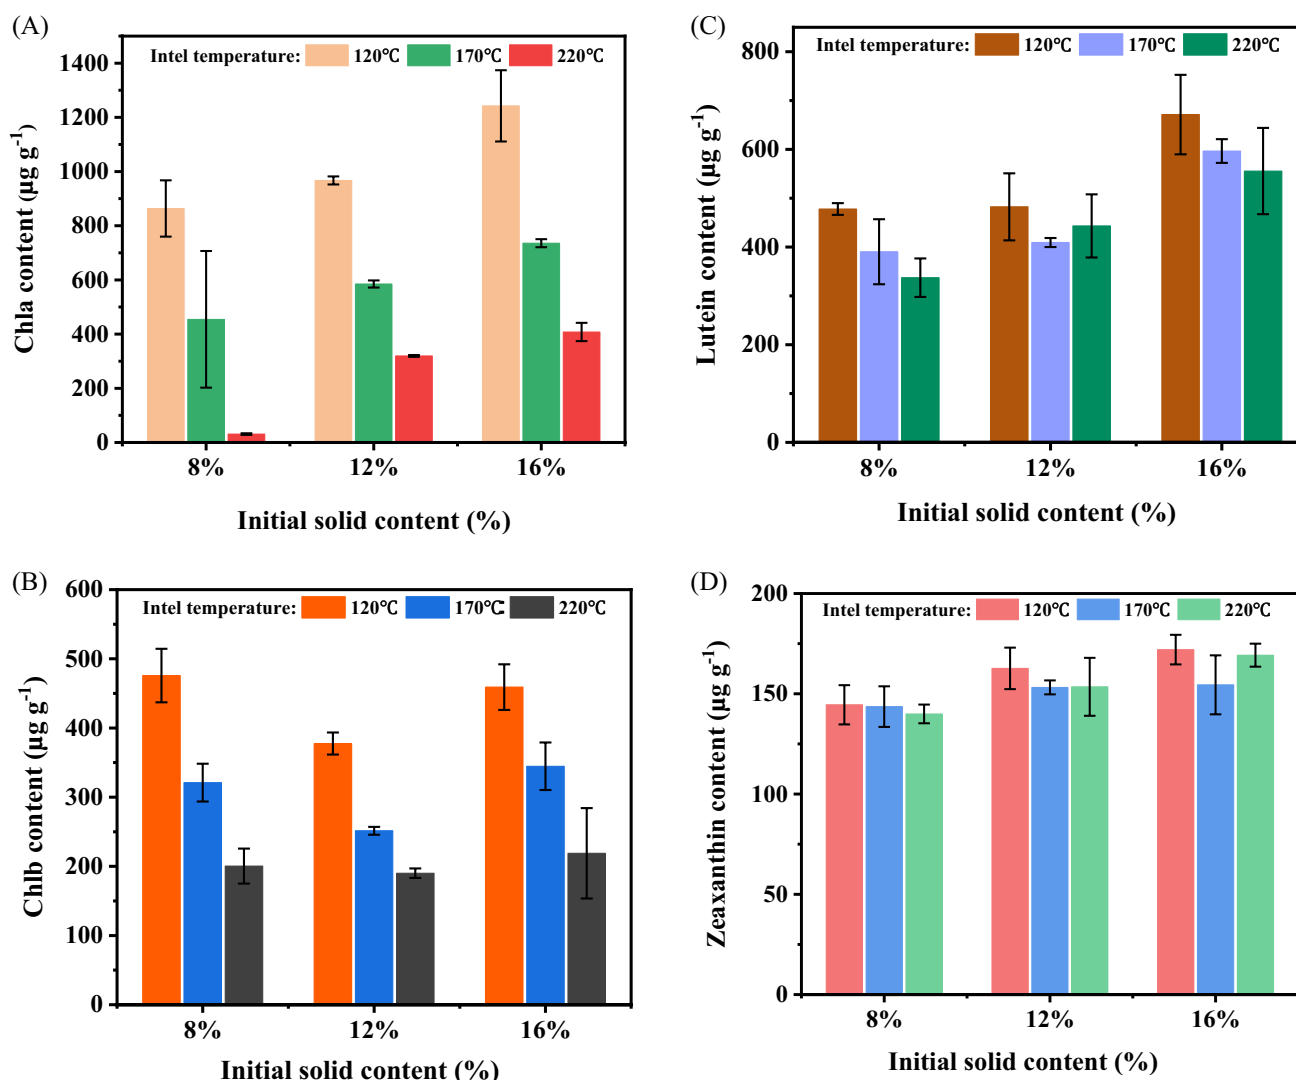 (A)
Intel temperature: 120℃ 170℃ 220℃
1400
1200
1000
800
600
400
200
0
Chla content (µg g-1)
8% 12% 16%
Initial solid content (%)
(C)
Intel temperature: 120℃ 170℃ 220℃
800
600
400
200
0
Lutein content (µg g-1)
8% 12% 16%
Initial solid content (%)
(B)
Intel temperature: 120℃ 170℃ 220℃
600
500
400
300
200
100
0
Chlb content (µg g-1)
8% 12% 16%
Initial solid content (%)
(D)
Intel temperature: 120℃ 170℃ 220℃
200
150
100
50
0
Zeaxanthin content (µg g-1)
8% 12% 16%
Initial solid content (%)